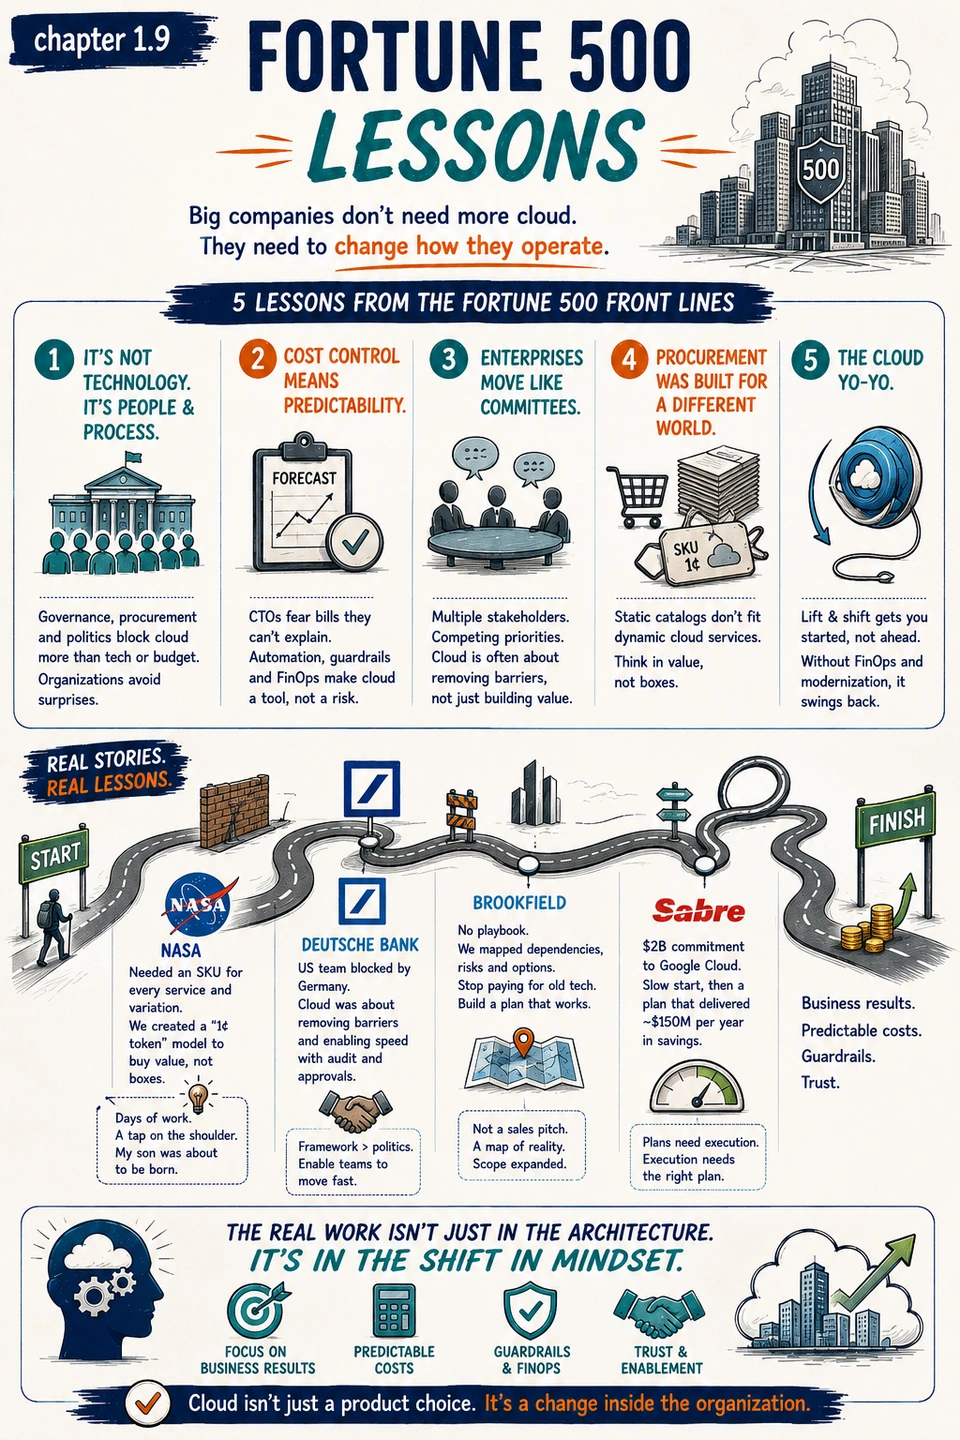 chapter 1.9
FORTUNE 500
LESSONS
500
Big companies don't need more cloud.
They need to change how they operate.
5 LESSONS FROM THE FORTUNE 500 FRONT LINES
1
IT'S NOT
TECHNOLOGY.
IT'S PEOPLE &
PROCESS.
Governance, procurement
and politics block cloud
more than tech or budget.
Organizations avoid
surprises.
2
COST CONTROL
MEANS
PREDICTABILITY.
FORECAST
CTOs fear bills they
can't explain.
Automation, guardrails
and FinOps make cloud
a tool, not a risk.
3
ENTERPRISES
MOVE LIKE
COMMITTEES.
Multiple stakeholders.
Competing priorities.
Cloud is often about
removing barriers,
not just building value.
4
PROCUREMENT
WAS BUILT FOR
A DIFFERENT
WORLD.
SKU
1¢
Static catalogs don't fit
dynamic cloud services.
Think in value,
not boxes.
5
THE CLOUD
YO-YO.
Lift & shift gets you
started, not ahead.
Without FinOps and
modernization, it
swings back.
REAL STORIES.
REAL LESSONS.
START
NASA
NASA
Needed an SKU for
every service and
variation.
We created a "1¢
token" model to
buy value, not
boxes.
Days of work.
A tap on the shoulder.
My son was about
to be born.
DEUTSCHE BANK
US team blocked by
Germany.
Cloud was about
removing barriers
and enabling speed
with audit and
approvals.
Framework > politics.
Enable teams to
move fast.
BROOKFIELD
No playbook.
We mapped dependencies,
risks and options.
Stop paying for old tech.
Build a plan that works.
Not a sales pitch.
A map of reality.
Scope expanded.
Sabre
$2B commitment
to Google Cloud.
Slow start, then a
plan that delivered
~$150M per year
in savings.
Plans need execution.
Execution needs
the right plan.
FINISH
Business results.
Predictable costs.
Guardrails.
Trust.
THE REAL WORK ISN'T JUST IN THE ARCHITECTURE.
IT'S IN THE SHIFT IN MINDSET.
FOCUS ON
BUSINESS RESULTS
PREDICTABLE
COSTS
GUARDRAILS
& FINOPS
TRUST &
ENABLEMENT
Cloud isn't just a product choice. It's a change inside the organization.